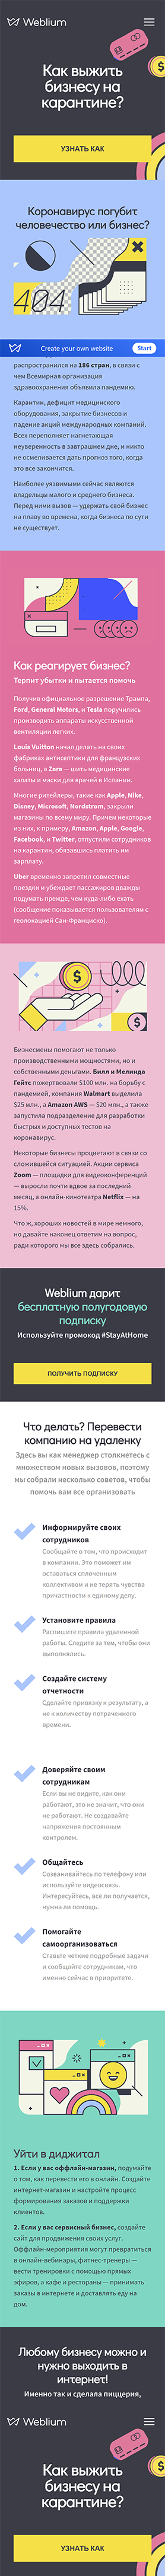 Weblium
Как выжить
бизнесу на
карантине?
УЗНАТЬ КАК
Коронавирус погубит
человечество или бизнес?
404
Create your own website
Start
распространился на 186 стран, в связи с
чем Всемирная организация
здравоохранения объявила пандемию.
Карантин, дефицит медицинского
оборудования, закрытие бизнесов и
падение акций международных компаний.
Всех переполняет нагнетающая
неуверенность в завтрашнем дне, и никто
не осмеливается дать прогноз того, когда
это все закончится.
Наиболее уязвимыми сейчас являются
владельцы малого и среднего бизнеса.
Перед ними вызов — удержать свой бизнес
на плаву во времена, когда бизнеса по сути
не существует.
Как реагирует бизнес?
Терпит убытки и пытается помочь
Получив официальное разрешение Трампа,
Ford, General Motors, и Tesla поручились
производить аппараты искусственной
вентиляции легких.
Louis Vuitton начал делать на своих
фабриках антисептики для французских
больниц, а Zara — шить медицинские
халаты и маски для врачей в Испании.
Многие ритейлеры, такие как Apple, Nike,
Disney, Microsoft, Nordstrom, закрыли
магазины по всему миру. Причем некоторые
из них, к примеру, Amazon, Apple, Google,
Facebook, и Twitter, отпустили сотрудников
на карантин, обязавшись платить им
зарплату.
Uber временно запретил совместные
поездки и убеждает пассажиров дважды
подумать прежде, чем куда-либо ехать
(сообщение показывается пользователям с
геолокацией Сан-Франциско).
Бизнесмены помогают не только
производственными мощностями, но и
собственными деньгами. Билл и Мелинда
Гейтс пожертвовали $100 млн. на борьбу с
пандемией, компания Walmart выделила
$25 млн., а Amazon AWS — $20 млн., а также
запустила подразделение для разработки
быстрых и доступных тестов на
коронавирус.
Некоторые бизнесы процветают в связи со
сложившейся ситуацией. Акции сервиса
Zoom — площадки для видеоконференций
— выросли почти вдвое за последний
месяц, а онлайн-кинотеатра Netflix — на
15%.
Что ж, хороших новостей в мире немного,
но давайте наконец ответим на вопрос,
ради которого мы все здесь собрались.
Weblium дарит
бесплатную полугодовую
подписку
Используйте промокод #StayAtHome
ПОЛУЧИТЬ ПОДПИСКУ
Что делать? Перевести
компанию на удаленку
Здесь вы как менеджер столкнетесь с
множеством новых вызовов, поэтому
мы собрали несколько советов, чтобы
помочь вам все организовать
Информируйте своих
сотрудников
Сообщайте о том, что происходит
в компании. Это поможет им
оставаться сплоченным
коллективом и не терять чувства
причастности к единому делу.
Установите правила
Распишите правила удаленной
работы. Следите за тем, чтобы они
выполнялись.
Создайте систему
отчетности
Сделайте привязку к результату, а
не к количеству потраченного
времени.
Доверяйте своим
сотрудникам
Если вы не видите, как они
работают, это не значит, что они
не работают. Не создавайте
напряжения постоянным
контролем.
Общайтесь
Созванивайтесь по телефону или
используйте видеосвязь.
Интересуйтесь, все ли получается,
нужна ли помощь.
Помогайте
самоорганизоваться
Ставьте четкие подробные задачи
и сообщайте сотрудникам, что
именно сейчас в приоритете.
Уйти в диджитал
1. Если у вас оффлайн-магазин, подумайте
о том, как перевести его в онлайн. Создайте
интернет-магазин и настройте процесс
формирования заказов и поддержки
клиентов.
2. Если у вас сервисный бизнес, создайте
сайт для продвижения своих услуг.
Оффлайн-мероприятия могут превратиться
в онлайн-вебинары, фитнес-тренеры —
вести тренировки с помощью прямых
эфиров, а кафе и рестораны — принимать
заказы в интернете и доставлять еду на
дом.
Любому бизнесу можно и
нужно выходить в
интернет!
Именно так и сделала пиццерия,
Weblium
Как выжить
бизнесу на
карантине?
УЗНАТЬ КАК